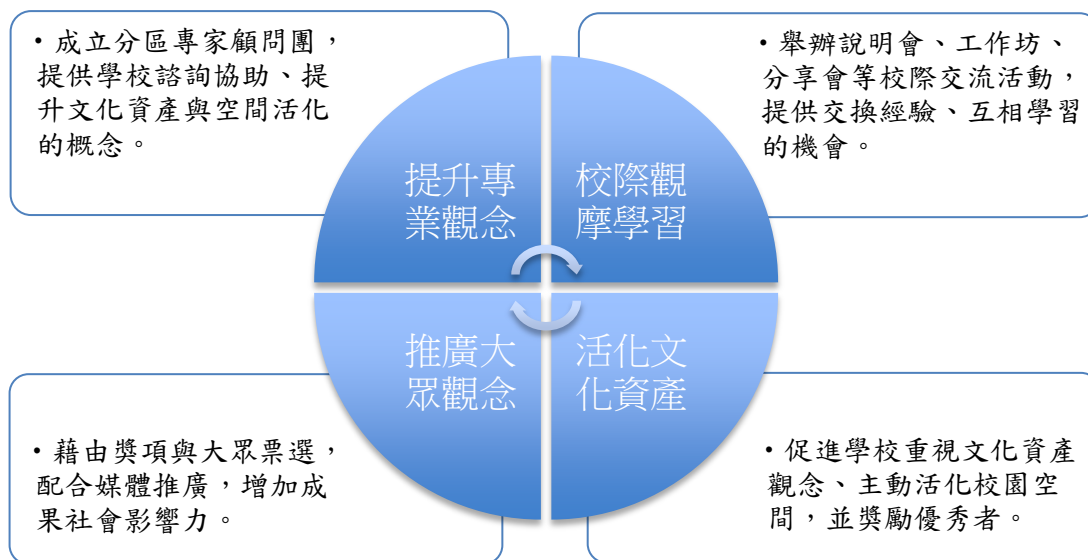 ・成立分區專家顧問團，
提供學校諮詢協助、提
升文化資產與空間活化
的概念。
・舉辦說明會、工作坊、
分享會等校際交流活動，
提供交換經驗、互相學習
的機會。
提升專
業觀念
校際觀
摩學習
推廣大
眾觀念
活化文
化資產
・藉由獎項與大眾票選，
配合媒體推廣，增加成
果社會影響力。
・促進學校重視文化資產
觀念、主動活化校園空
間，並獎勵優秀者。